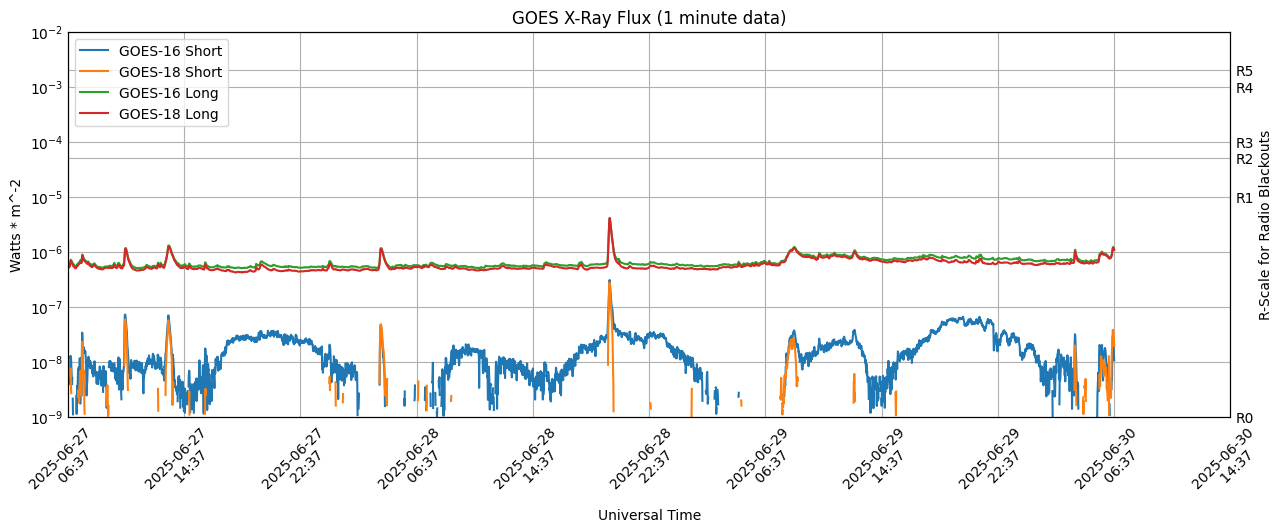 GOES X-Ray Flux (1 minute data)
GOES-16 Short
GOES-18 Short
GOES-16 Long
GOES-18 Long
10^-2
10^-3
10^-4
10^-5
10^-6
10^-7
10^-8
10^-9
Watts * m^-2
R5
R4
R3
R2
R1
R0
R-Scale for Radio Blackouts
2025-06-27
06:37
2025-06-27
14:37
2025-06-27
22:37
2025-06-28
06:37
2025-06-28
14:37
2025-06-28
22:37
2025-06-29
06:37
2025-06-29
14:37
2025-06-29
22:37
2025-06-30
06:37
2025-06-30
14:37
Universal Time